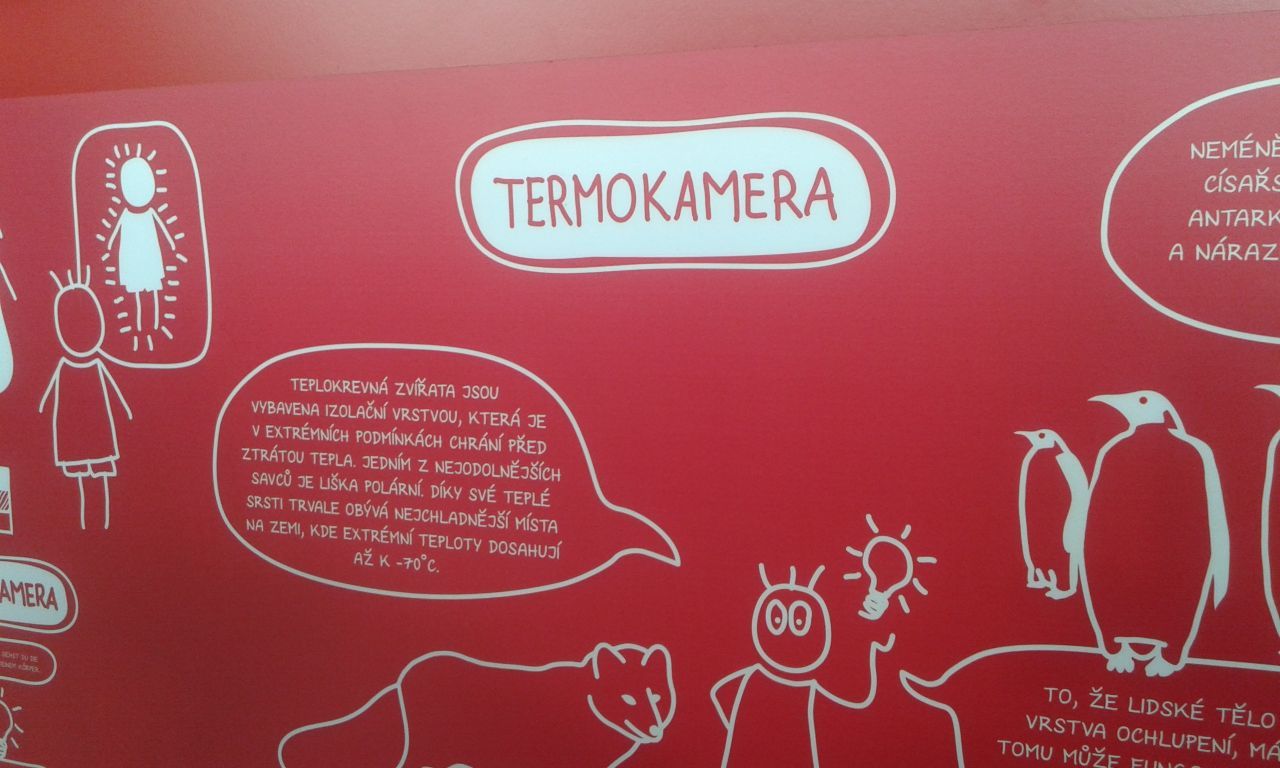 TERMOKAMERA
TEPLOKREVNÁ ZVÍŘATA JSOU
VYBAVENA IZOLAČNÍ VRSTVOU, KTERÁ JE
V EXTRÉMNÍCH PODMÍNKÁCH CHRÁNÍ PŘED
ZTRÁTOU TEPLA. JEDNÍM Z NEJODOLNĚJŠÍCH
SAVCŮ JE LIŠKA POLÁRNÍ. DÍKY SVÉ TEPLÉ
SRSTI TRVALE OBÝVÁ NEJCHLADNĚJŠÍ MÍSTA
NA ZEMI, KDE EXTRÉMNÍ TEPLOTY DOSAHUJÍ
AŽ K -70°C.
NEMÉNĚ
CÍSAŘS
ANTARK
A NÁRAZ
TO, ŽE LIDSKÉ TĚLO
VRSTVA OCHLUPENÍ, MÁ
TOMU MŮŽE
AMERA